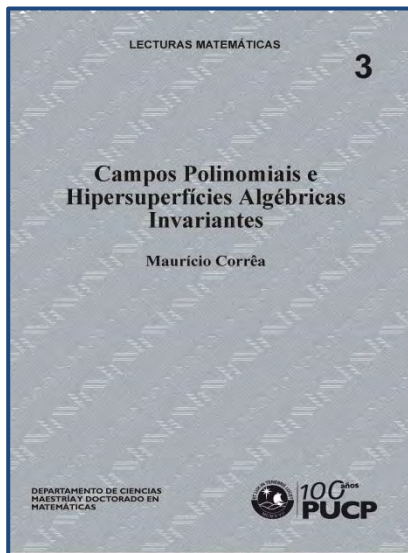 LECTURAS MATEMÁTICAS
3
Campos Polinomiais e
Hipersuperfícies Algébricas
Invariantes
Maurício Corrêa
DEPARTAMENTO DE CIENCIAS
MAESTRÍA Y DOCTORADO EN
MATEMÁTICAS
100 años
PUCP